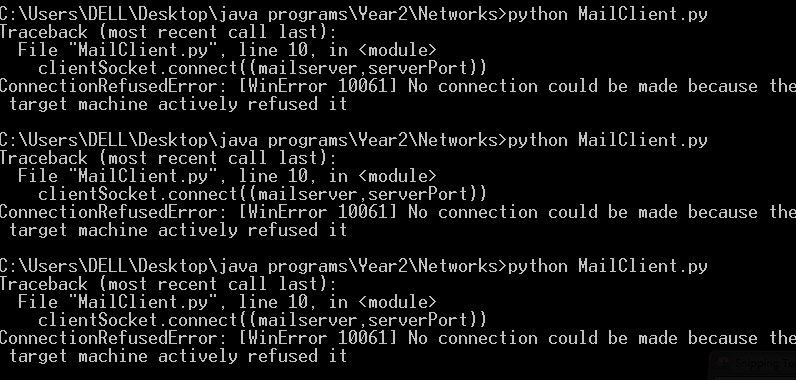 C:\Users\DELL\Desktop\java programs\Year2\Networks>python MailClient.py
Traceback (most recent call last):
  File "MailClient.py", line 10, in <module>
    clientSocket.connect((mailserver,serverPort))
ConnectionRefusedError: [WinError 10061] No connection could be made because the
 target machine actively refused it
C:\Users\DELL\Desktop\java programs\Year2\Networks>python MailClient.py
Traceback (most recent call last):
  File "MailClient.py", line 10, in <module>
    clientSocket.connect((mailserver,serverPort))
ConnectionRefusedError: [WinError 10061] No connection could be made because the
 target machine actively refused it
C:\Users\DELL\Desktop\java programs\Year2\Networks>python MailClient.py
Traceback (most recent call last):
  File "MailClient.py", line 10, in <module>
    clientSocket.connect((mailserver,serverPort))
ConnectionRefusedError: [WinError 10061] No connection could be made because the
 target machine actively refused it